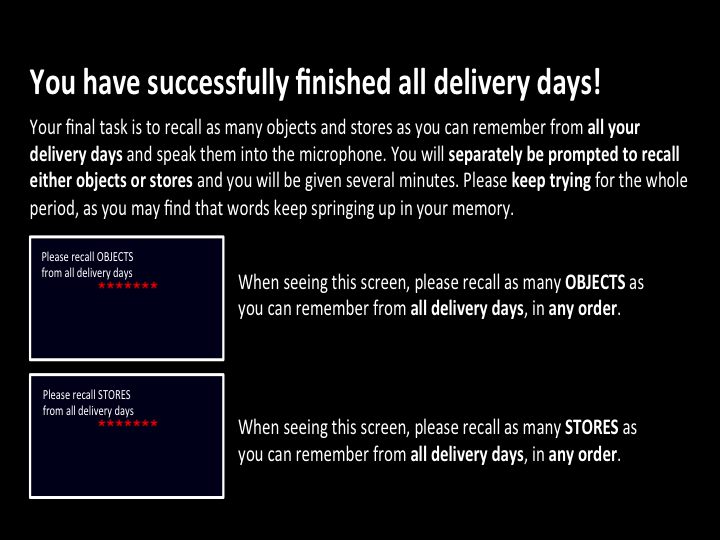 You have successfully finished all delivery days!
Your final task is to recall as many objects and stores as you can remember from all your
delivery days and speak them into the microphone. You will separately be prompted to recall
either objects or stores and you will be given several minutes. Please keep trying for the whole
period, as you may find that words keep springing up in your memory.
Please recall OBJECTS
from all delivery days
*******
When seeing this screen, please recall as many OBJECTS as
you can remember from all delivery days, in any order.
Please recall STORES
from all delivery days
*******
When seeing this screen, please recall as many STORES as
you can remember from all delivery days, in any order.